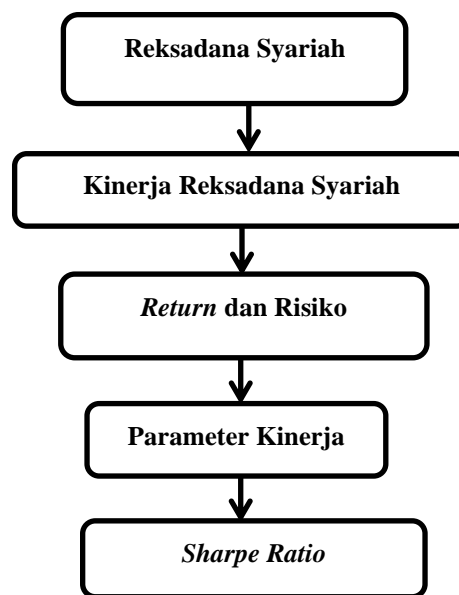 Reksadana Syariah
Kinerja Reksadana Syariah
Return dan Risiko
Parameter Kinerja
Sharpe Ratio